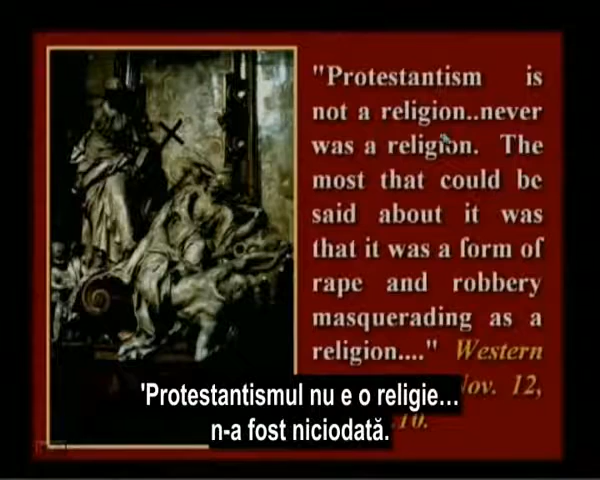 "Protestantism is
not a religion..never
was a religion. The
most that could be
said about it was
that it was a form of
rape and robbery
masquerading as a
religion...." Western
Nov. 12,
10.
'Protestantismul nu e o religie...
n-a fost niciodată.